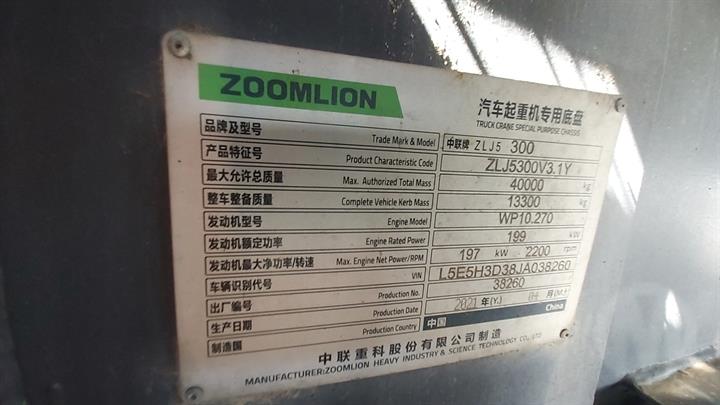 ZOOMLION
汽车起重机专用底盘
TRUCK CRANE SPECIAL PURPOSE CHASSIS
品牌及型号 Trade Mark & Model 中联牌 ZLJ5 300
产品特征号 Product Characteristic Code ZLJ5300V3.1Y
最大允许总质量 Max. Authorized Total Mass 40000 kg
整车整备质量 Complete Vehicle Kerb Mass 13300 kg
发动机型号 Engine Model WP10.270
发动机额定功率 Engine Rated Power 199 kW
发动机最大净功率/转速 Max. Engine Net Power/RPM 197 kW 2200 rpm
车辆识别代号 VIN L5E5H3D38JA038260
出厂编号 Production No. 38260
生产日期 Production Date 2021 年(Y.) 月(M.)
制造国 Production Country 中国 China
中联重科股份有限公司制造
MANUFACTURER:ZOOMLION HEAVY INDUSTRY & SCIENCE TECHNOLOGY CO., LTD